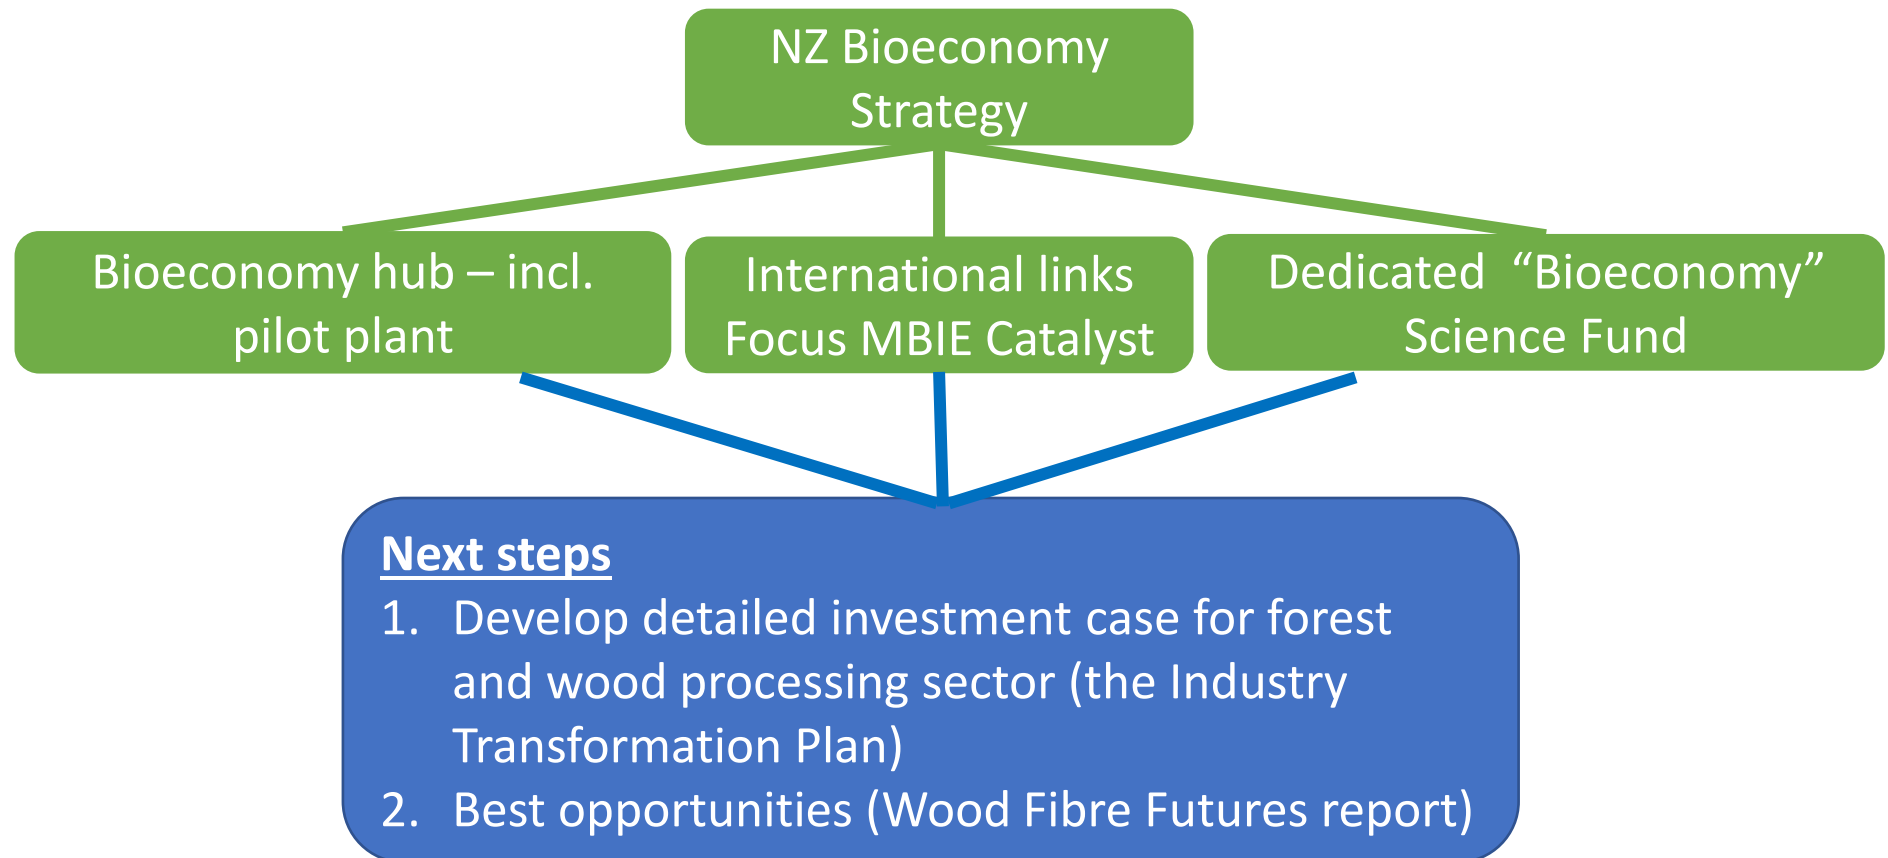 NZ Bioeconomy
Strategy
Bioeconomy hub – incl.
pilot plant
International links
Focus MBIE Catalyst
Dedicated “Bioeconomy”
Science Fund
Next steps
1. Develop detailed investment case for forest
and wood processing sector (the Industry
Transformation Plan)
2. Best opportunities (Wood Fibre Futures report)